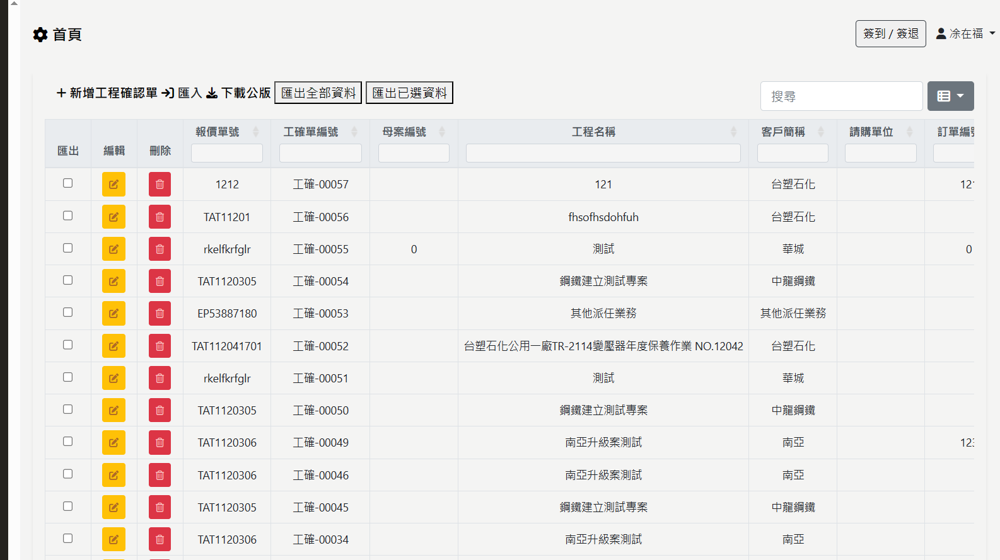 首頁
簽到 / 簽退 凃在福
新增工程確認單 匯入 下載公版 匯出全部資料 匯出已選資料 搜尋
匯出 編輯 刪除 報價單號 工確單編號 母案編號 工程名稱 客戶簡稱 請購單位 訂單編號
1212 工確-00057 121 台塑石化 121
TAT11201 工確-00056 fhsofhsdohfuh 台塑石化
rkelfkrfglr 工確-00055 0 測試 華城 0
TAT1120305 工確-00054 鋼鐵建立測試專案 中龍鋼鐵
EP53887180 工確-00053 其他派任業務 其他派任業務
TAT112041701 工確-00052 台塑石化公用一廠TR-2114變壓器年度保養作業 NO.12042 台塑石化
rkelfkrfglr 工確-00051 測試 華城
TAT1120305 工確-00050 鋼鐵建立測試專案 中龍鋼鐵
TAT1120306 工確-00049 南亞升級案測試 南亞 123
TAT1120306 工確-00046 南亞升級案測試 南亞
TAT1120305 工確-00045 鋼鐵建立測試專案 中龍鋼鐵
TAT1120306 工確-00034 南亞升級案測試 南亞